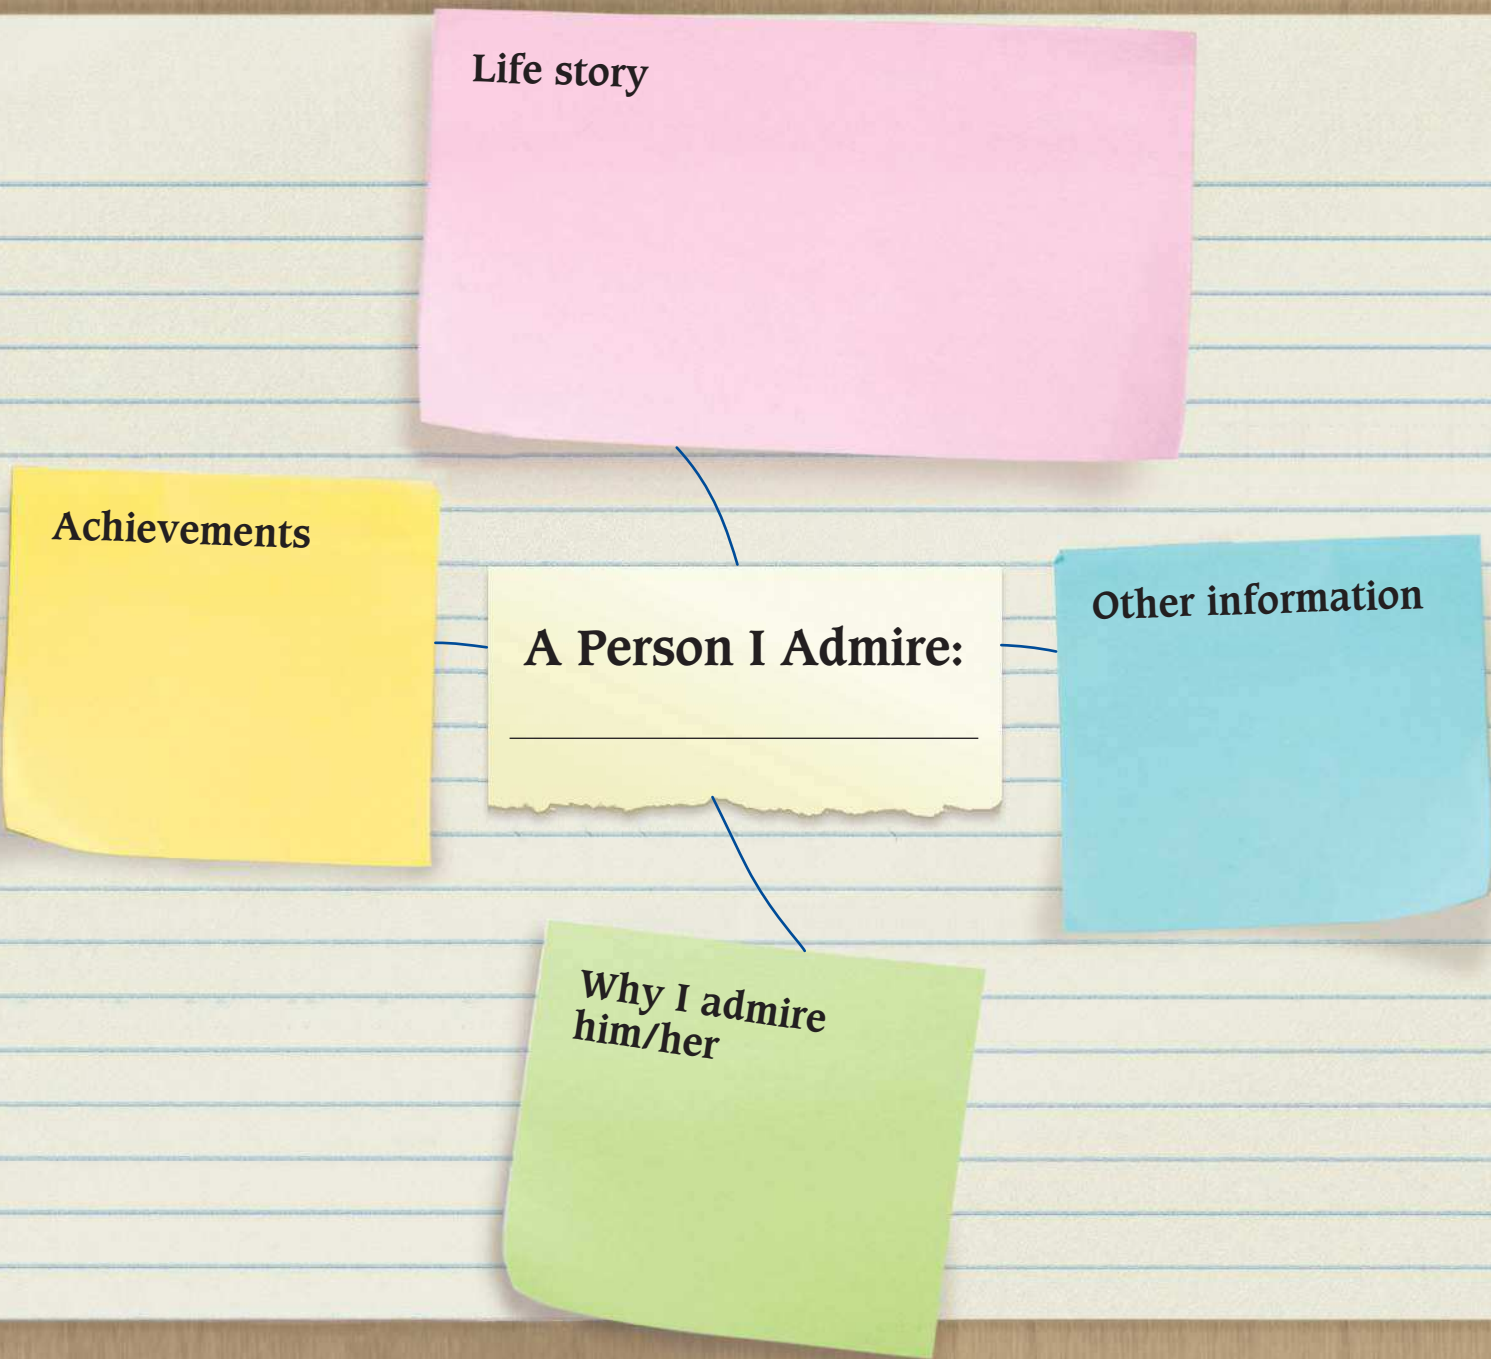 Life story
Achievements
A Person I Admire:
Other information
Why I admire
him/her